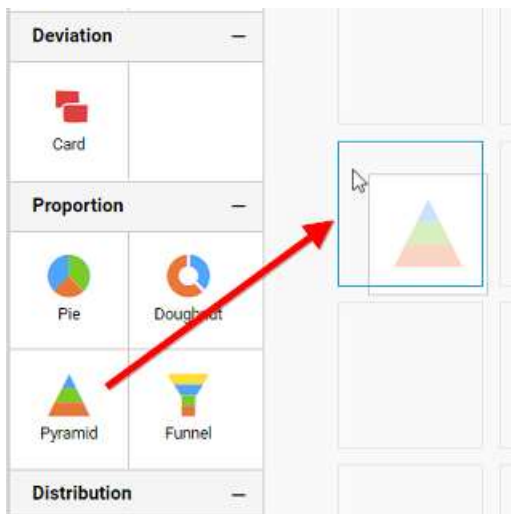 Deviation
Card
Proportion
Pie Doughnut
Pyramid Funnel
Distribution